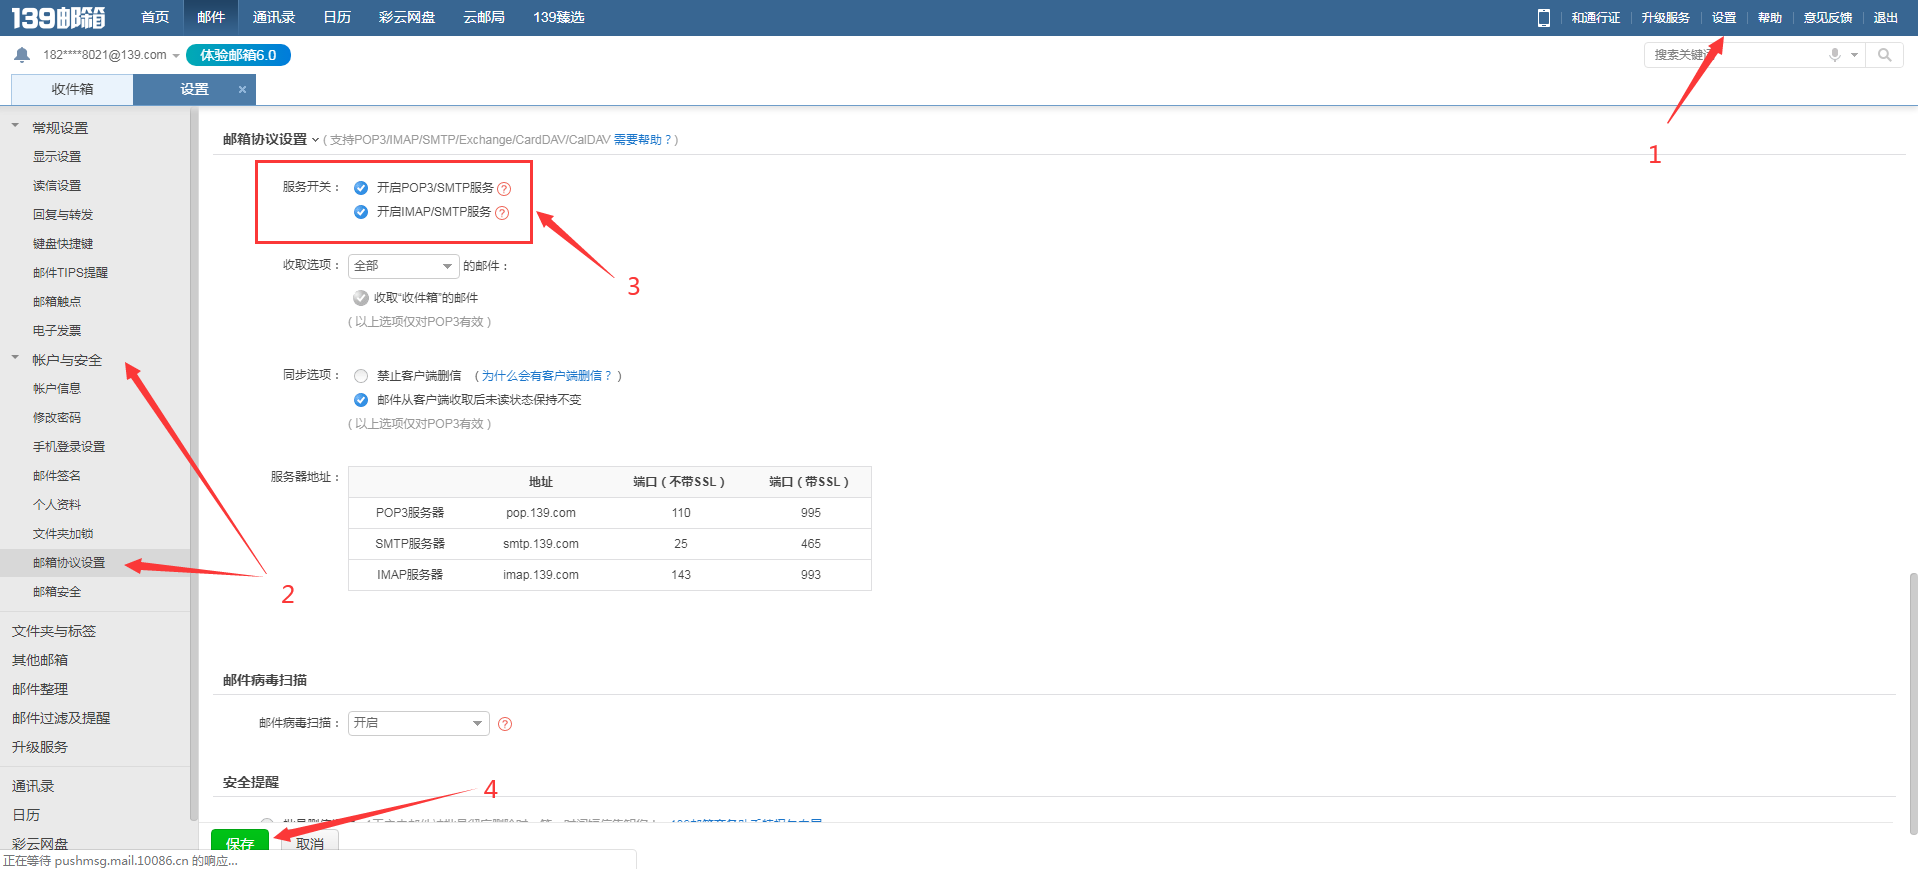 139邮箱 首页 邮件 通讯录 日历 彩云网盘 云邮局 139臻选 和通行证 升级服务 设置 帮助 意见反馈 退出
182****8021@139.com 体验邮箱6.0 搜索关键
收件箱 设置 ×
1
常规设置
显示设置
读信设置
回复与转发
键盘快捷键
邮件TIPS提醒
邮箱触点
电子发票
帐户与安全
帐户信息
修改密码
手机登录设置
邮件签名
个人资料
文件夹加锁
邮箱协议设置
邮箱安全
2
文件夹与标签
其他邮箱
邮件整理
邮件过滤及提醒
升级服务
通讯录
日历
彩云网盘
邮箱协议设置 ( 支持POP3/IMAP/SMTP/Exchange/CardDAV/CalDAV 需要帮助？)
服务开关： 开启POP3/SMTP服务 ?
开启IMAP/SMTP服务 ?
3
收取选项： 全部 的邮件：
收取“收件箱”的邮件
( 以上选项仅对POP3有效 )
同步选项： 禁止客户端删信 ( 为什么会有客户端删信？ )
邮件从客户端收取后未读状态保持不变
( 以上选项仅对POP3有效 )
服务器地址： 地址 端口（不带SSL） 端口（带SSL）
POP3服务器 pop.139.com 110 995
SMTP服务器 smtp.139.com 25 465
IMAP服务器 imap.139.com 143 993
邮件病毒扫描
邮件病毒扫描： 开启 ?
安全提醒
4
保存 取消
正在等待 pushmsg.mail.10086.cn 的响应...